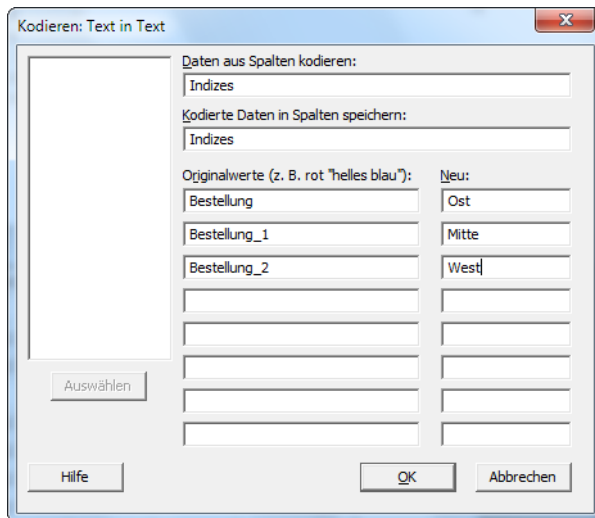 Kodieren: Text in Text
Daten aus Spalten kodieren:
Indizes
Kodierte Daten in Spalten speichern:
Indizes
Originalwerte (z. B. rot "helles blau"): Neu:
Bestellung Ost
Bestellung_1 Mitte
Bestellung_2 West
Auswählen
Hilfe OK Abbrechen